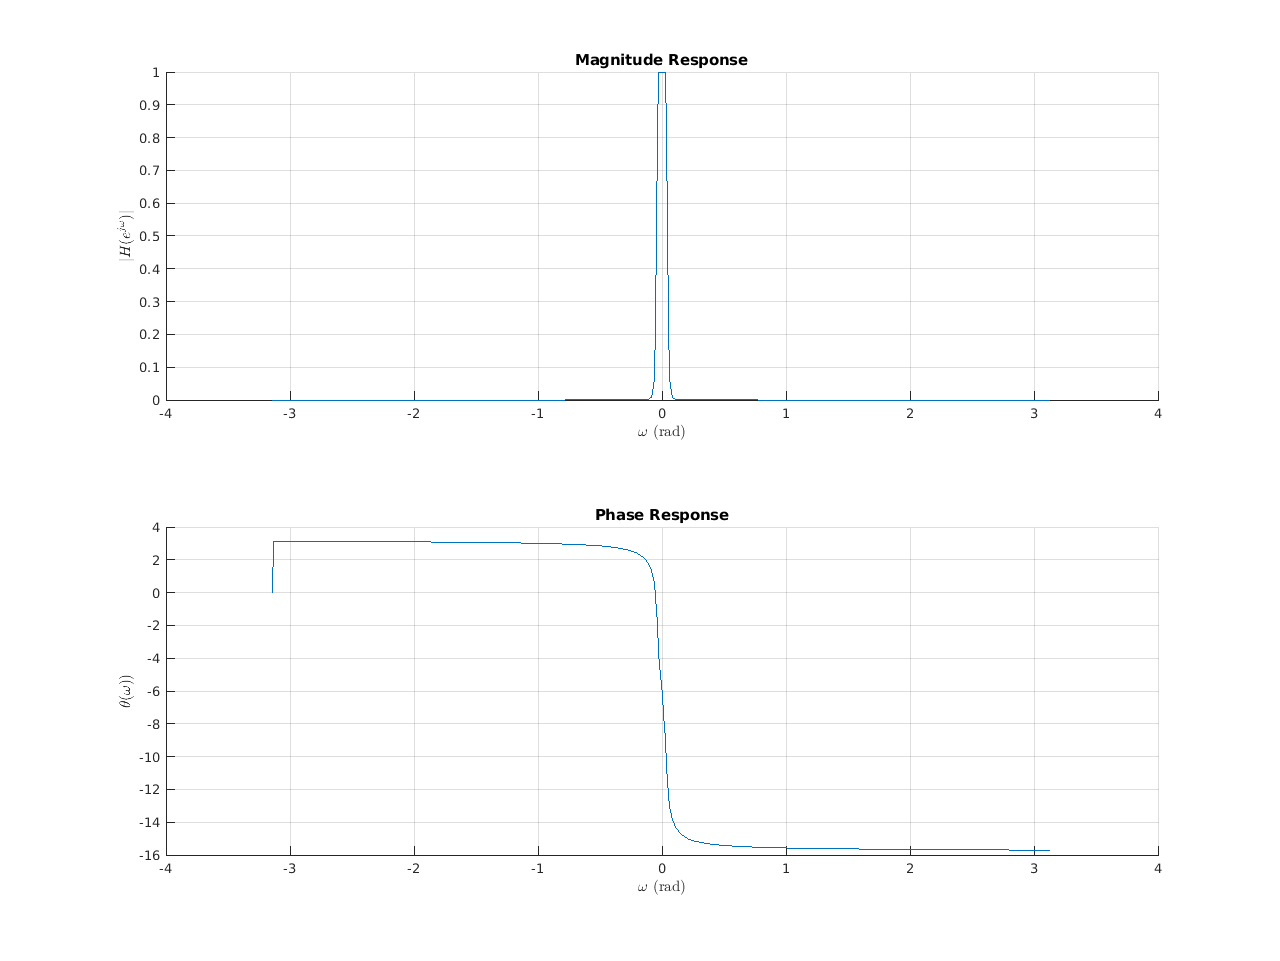 Magnitude Response
1
0.9
0.8
0.7
0.6
0.5
0.4
0.3
0.2
0.1
0
|H(e^{jω})|
-4 -3 -2 -1 0 1 2 3 4
ω (rad)
Phase Response
4
2
0
-2
-4
-6
-8
-10
-12
-14
-16
θ(ω))
-4 -3 -2 -1 0 1 2 3 4
ω (rad)